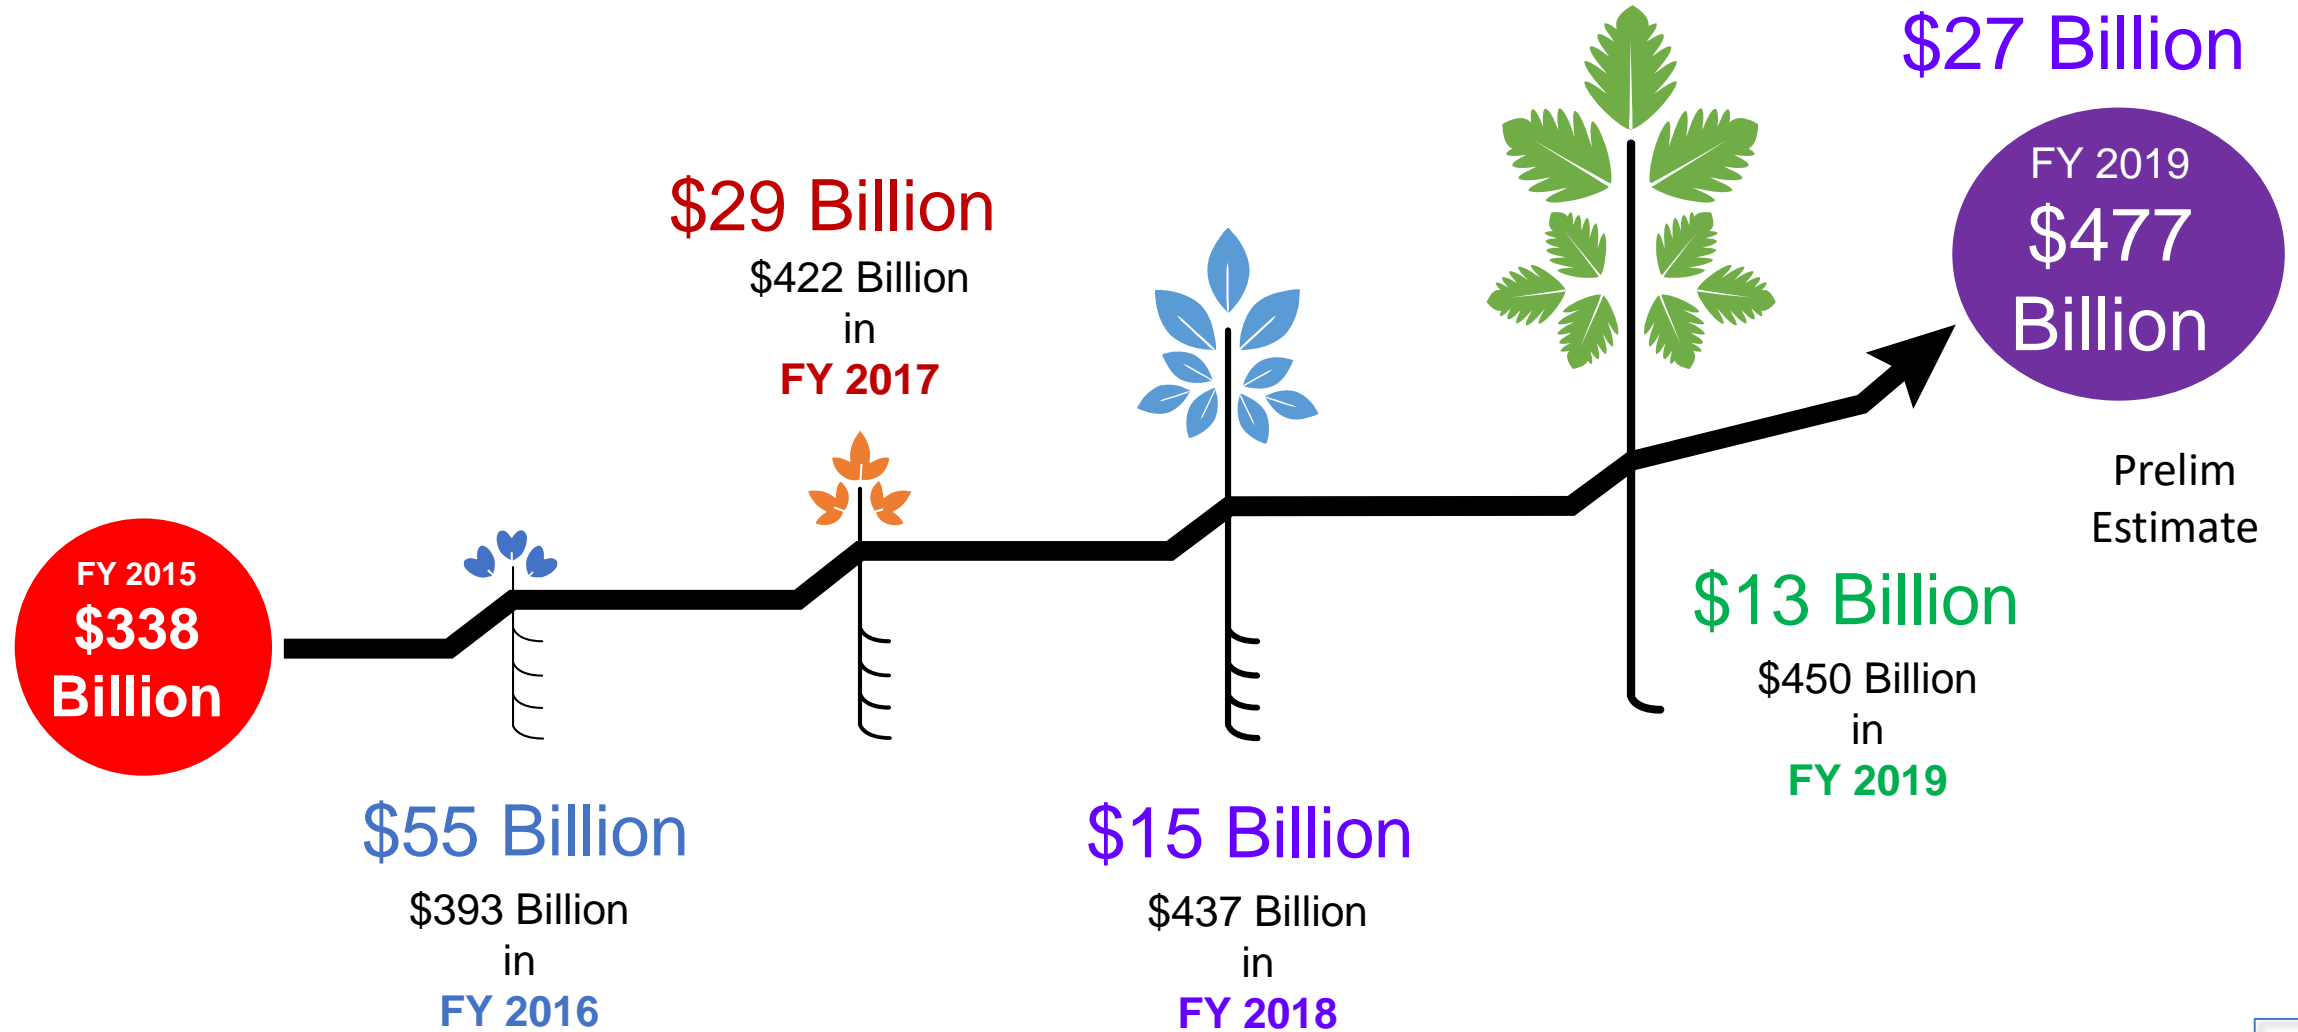 FY 2015
$338
Billion
$55 Billion
$393 Billion
in
FY 2016
$29 Billion
$422 Billion
in
FY 2017
$15 Billion
$437 Billion
in
FY 2018
$13 Billion
$450 Billion
in
FY 2019
$27 Billion
FY 2019
$477
Billion
Prelim
Estimate